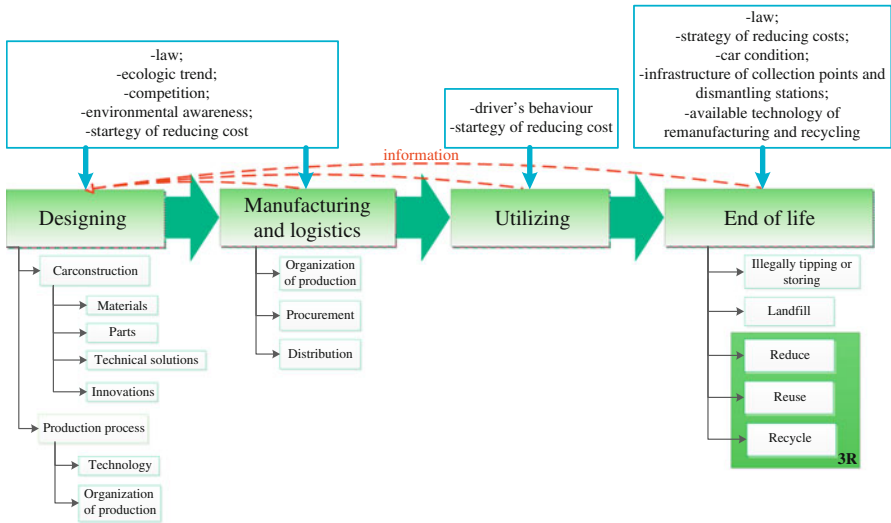 -law;
-ecologic trend;
-competition;
-environmental awareness;
-startegy of reducing cost
-driver's behaviour
-startegy of reducing cost
-law;
-strategy of reducing costs;
-car condition;
-infrastructure of collection points and
dismantling stations;
-available technology of
remanufacturing and recycling
information
Designing
Manufacturing
and logistics
Utilizing
End of life
Carconstruction
Materials
Parts
Technical solutions
Innovations
Production process
Technology
Organization
of production
Organization
of production
Procurement
Distribution
Illegally tipping or
storing
Landfill
Reduce
Reuse
Recycle
3R